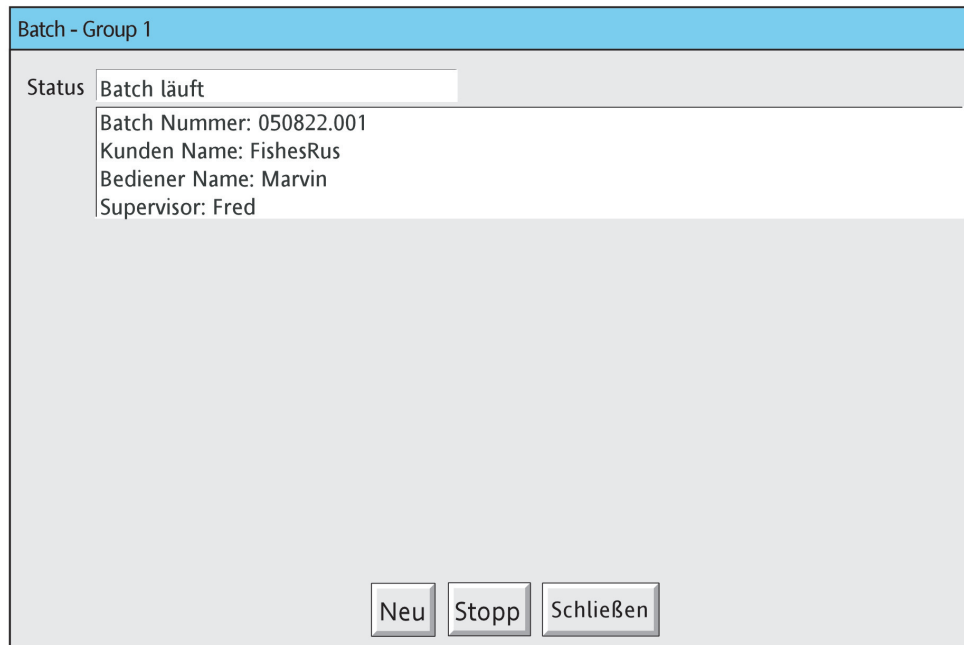 Batch - Group 1
Status Batch läuft
Batch Nummer: 050822.001
Kunden Name: FishesRus
Bediener Name: Marvin
Supervisor: Fred
Neu Stopp Schließen